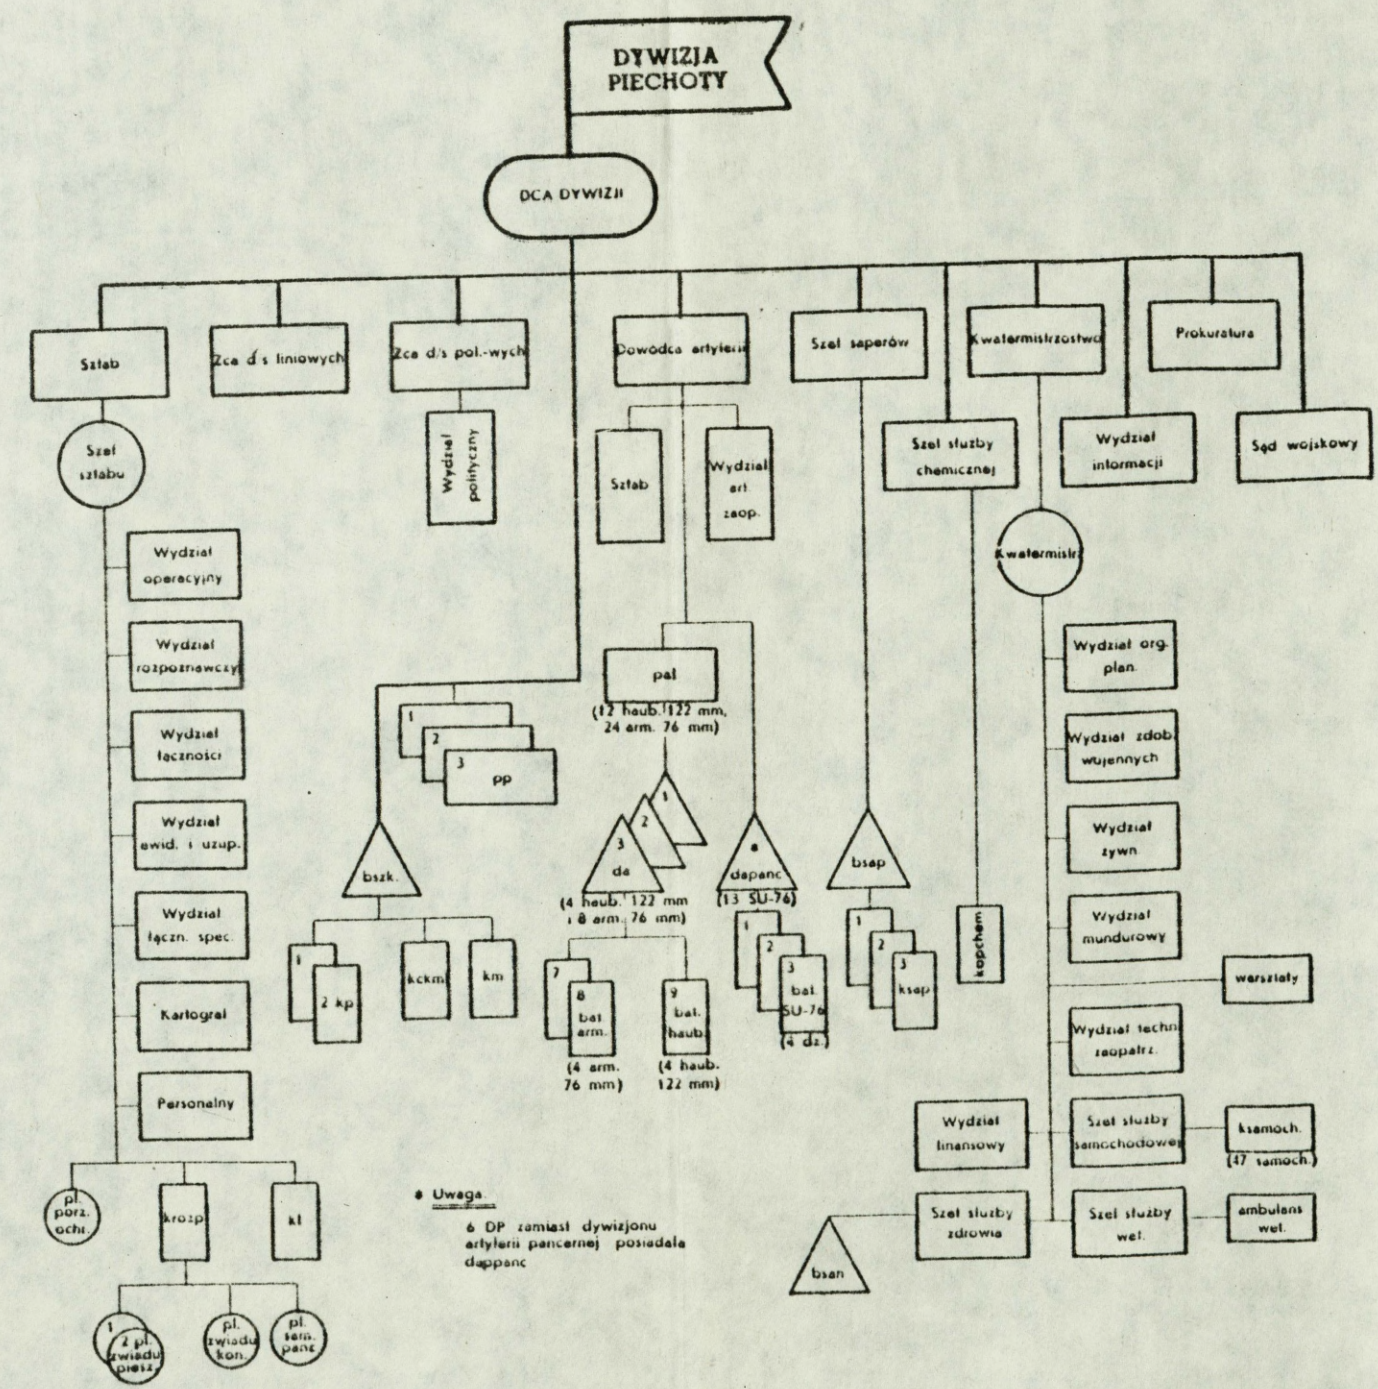 DYWIZJA
PIECHOTY
DCA DYWIZJI
Sztab
Zca d/s liniowych
Zca d/s pol.-wych
Dowódca artylerii
Szef saperów
Kwatermistrzostwo
Prokuratura
Szef
sztabu
Wydział
polityczny
Sztab
Wydział
art.
zaop.
Szef służby
chemicznej
Wydział
informacji
Sąd wojskowy
Kwatermistrz
Wydział
operacyjny
Wydział
rozpoznawczy
Wydział
łączności
Wydział
ewid. i uzup.
Wydział
łączn. spec.
Kartograf
Personalny
pl.
porz.
ochr.
krozp
kł
1
2 pl.
zwiadu
piesz.
pl.
zwiadu
kon.
pl.
sam.
panc.
1
2
3
pp
bszk.
1
2 kp
kckm
km
pal
(12 haub. 122 mm,
24 arm. 76 mm)
1
2
3
da
(4 haub. 122 mm
i 8 arm. 76 mm)
7
8
bat.
arm.
(4 arm.
76 mm)
9
bat.
haub.
(4 haub.
122 mm)
*
dapanc
(13 SU-76)
1
2
3
bat.
SU-76
(4 dz.)
bsap
1
2
3
ksap
kopchem
Wydział org.
plan.
Wydział zdob.
wojennych
Wydział
żywn.
Wydział
mundurowy
warsztaty
Wydział techn.
zaopatrz.
Wydział
finansowy
Szef służby
samochodowej
ksamoch.
(47 samoch.)
Szef służby
zdrowia
Szef służby
wet.
ambulans
wet.
bsan
* Uwaga.
6 DP zamiast dywizjonu
artylerii pancernej posiadała
dappanc